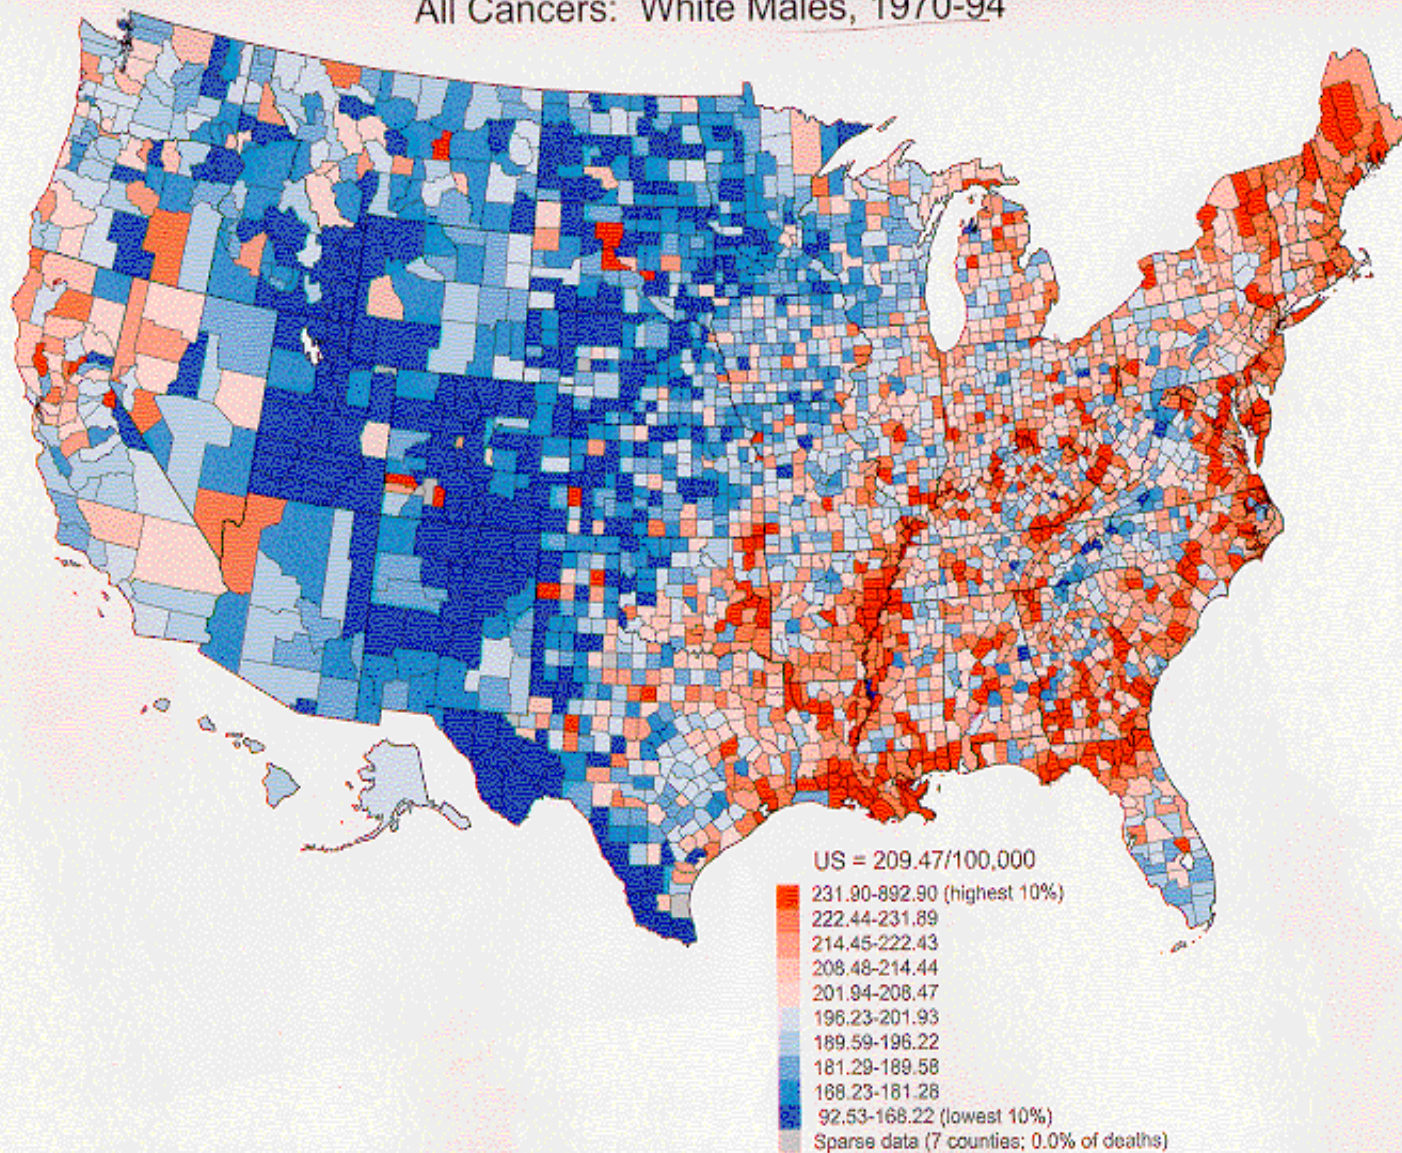 All Cancers: White Males, 1970-94
US = 209.47/100,000
231.90-892.90 (highest 10%)
222.44-231.89
214.45-222.43
208.48-214.44
201.94-208.47
196.23-201.93
189.59-196.22
181.29-189.58
168.23-181.28
92.53-168.22 (lowest 10%)
Sparse data (7 counties; 0.0% of deaths)